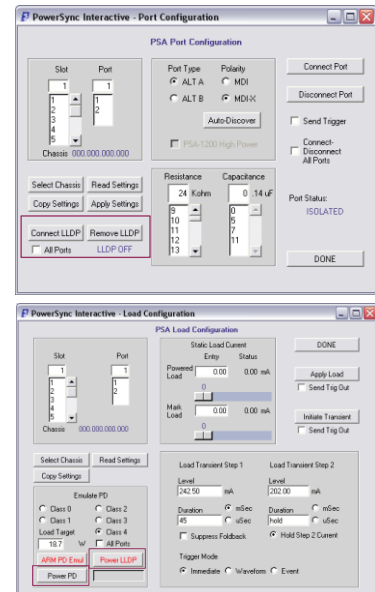 PowerSync Interactive - Port Configuration
PSA Port Configuration
Slot Port
1 1
1 1
2 2
3
4
5
Chassis 000.000.000.000
Select Chassis Read Settings
Copy Settings Apply Settings
Connect LLDP Remove LLDP
All Ports LLDP OFF
Port Type Polarity
ALT A MDI
ALT B MDI-X
Auto-Discover
PSA-1200 High Power
Resistance Capacitance
24 Kohm 0 .14 uF
9 0
10 5
11 7
12 11
13
Connect Port
Disconnect Port
Send Trigger
Connect-
Disconnect
All Ports
Port Status:
ISOLATED
DONE
PowerSync Interactive - Load Configuration
PSA Load Configuration
Slot Port
1 1
1 1
2 2
3
4
5
Chassis 000.000.000.000
Select Chassis Read Settings
Copy Settings
Emulate PD
Class 0 Class 2
Class 1 Class 3
Load Target Class 4
18.7 W All Ports
ARM PD Emul Power LLDP
Power PD
Static Load Current
Entry Status
Powered Load 0.00 0.00 mA
0
Mark Load 0.00 0.00 mA
0
DONE
Apply Load
Send Trig Out
Initiate Transient
Send Trig Out
Load Transient Step 1 Load Transient Step 2
Level Level
242.50 mA 202.00 mA
Duration mSec Duration mSec
45 uSec hold uSec
Suppress Foldback Hold Step 2 Current
Trigger Mode
Immediate Waveform Event